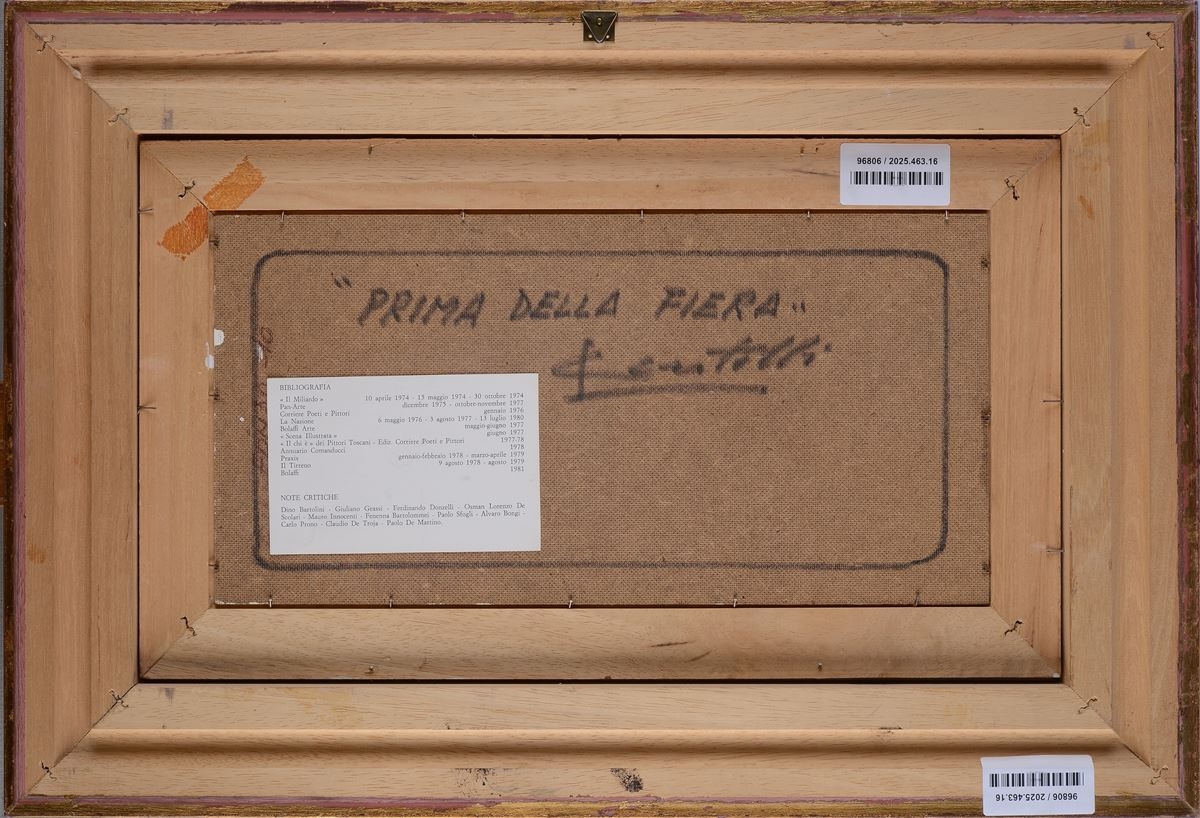 96806 / 2025.463.16
" PRIMA DELLA FIERA "
BIBLIOGRAFIA
« Il Miliardo » 10 aprile 1974 - 15 maggio 1974 - 30 ottobre 1974
Pan-Arte dicembre 1975 - ottobre-novembre 1977
Corriere Poeti e Pittori gennaio 1976
La Nazione 6 maggio 1976 - 3 agosto 1977 - 13 luglio 1980
Bolaffi Arte maggio-giugno 1977
« Scena Illustrata » giugno 1977
« Il chi è » dei Pittori Toscani - Ediz. Corriere Poeti e Pittori 1977-78
Annuario Comanducci 1978
Praxis gennaio-febbraio 1978 - marzo-aprile 1979
Il Tirreno 9 agosto 1978 - agosto 1979
Bolaffi 1981
NOTE CRITICHE
Dino Bartolini - Giuliano Grassi - Ferdinando Donzelli - Osman Lorenzo De
Scolari - Mauro Innocenti - Fenenna Bartolommei - Paolo Sfogli - Alvaro Bongi -
Carlo Prono - Claudio De Troja - Paolo De Martino.
96806 / 2025.463.16